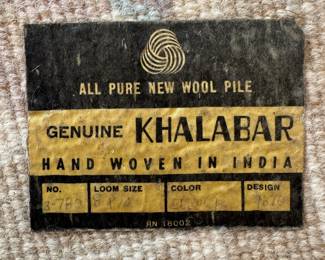 ALL PURE NEW WOOL PILE
GENUINE KHALABAR
HAND WOVEN IN INDIA
NO. LOOM SIZE COLOR DESIGN
RN 16002